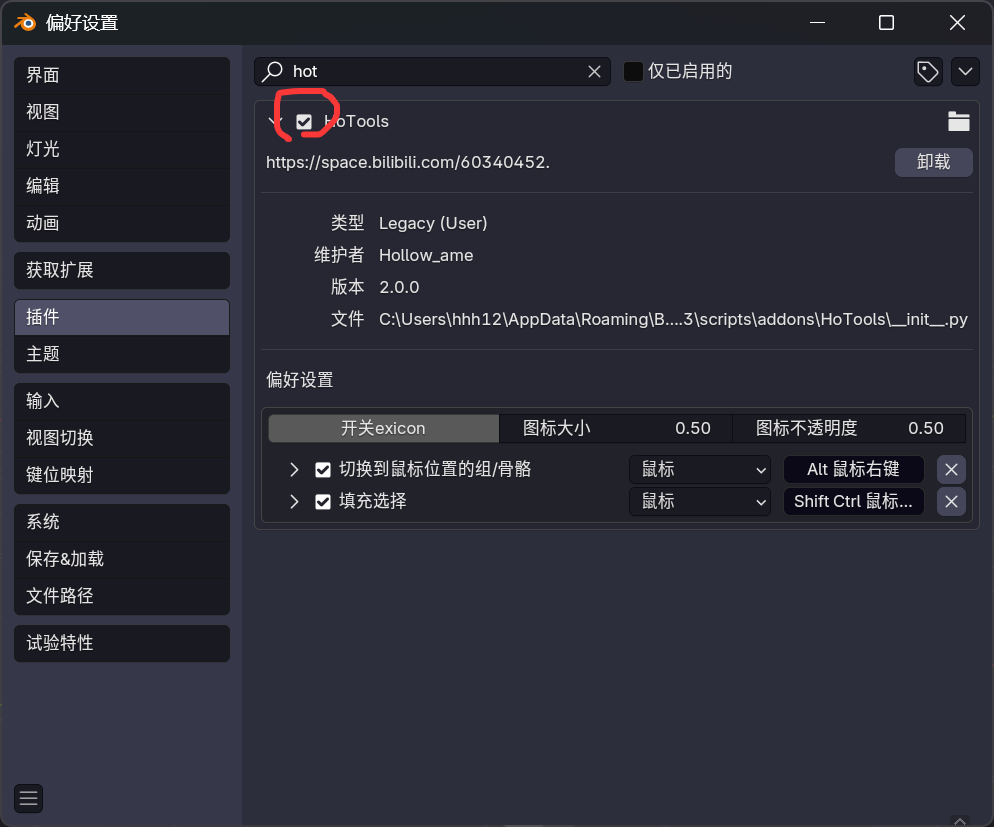 偏好设置
界面
视图
灯光
编辑
动画
获取扩展
插件
主题
输入
视图切换
键位映射
系统
保存&加载
文件路径
试验特性
hot
仅已启用的
HoTools
https://space.bilibili.com/60340452.
卸载
类型 Legacy (User)
维护者 Hollow_ame
版本 2.0.0
文件 C:\Users\hhh12\AppData\Roaming\B....3\scripts\addons\HoTools\__init__.py
偏好设置
开关exicon 图标大小 0.50 图标不透明度 0.50
切换到鼠标位置的组/骨骼 鼠标 Alt 鼠标右键
填充选择 鼠标 Shift Ctrl 鼠标...